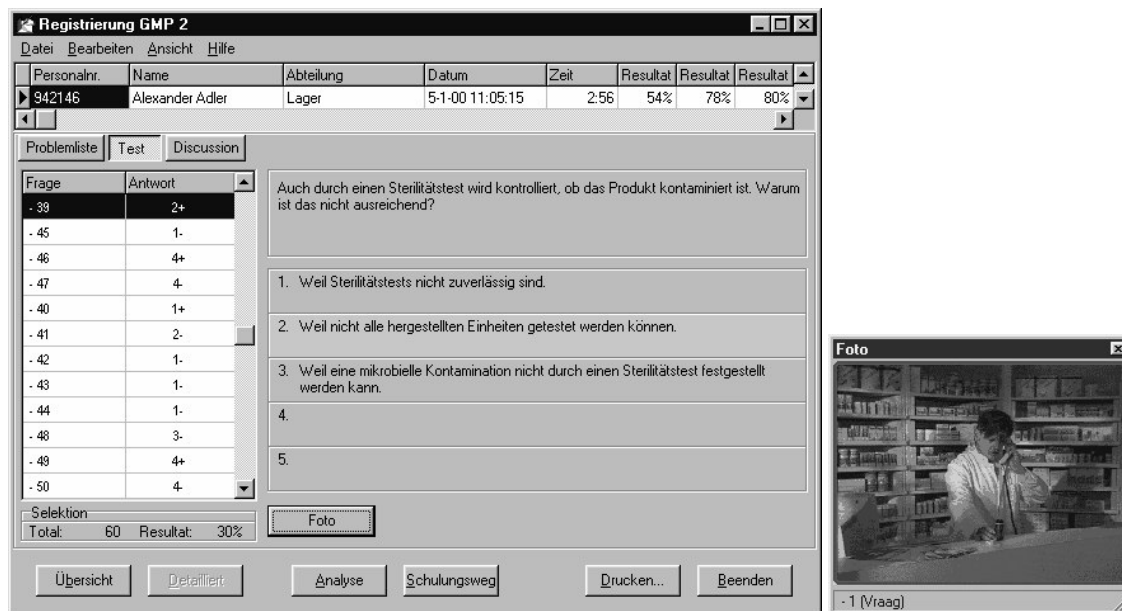 Registrierung GMP 2
Datei Bearbeiten Ansicht Hilfe
Personalnr. Name Abteilung Datum Zeit Resultat Resultat Resultat
942146 Alexander Adler Lager 5-1-00 11:05:15 2:56 54% 78% 80%
Problemliste Test Discussion
Frage Antwort
- 39 2+
- 45 1-
- 46 4+
- 47 4-
- 40 1+
- 41 2-
- 42 1-
- 43 1-
- 44 1-
- 48 3-
- 49 4+
- 50 4-
Auch durch einen Sterilitätstest wird kontrolliert, ob das Produkt kontaminiert ist. Warum
ist das nicht ausreichend?
1. Weil Sterilitätstests nicht zuverlässig sind.
2. Weil nicht alle hergestellten Einheiten getestet werden können.
3. Weil eine mikrobielle Kontamination nicht durch einen Sterilitätstest festgestellt
werden kann.
4.
5.
Selektion
Total: 60 Resultat: 30%
Foto
Übersicht Detailliert Analyse Schulungsweg Drucken... Beenden
Foto
- 1 (Vraag)